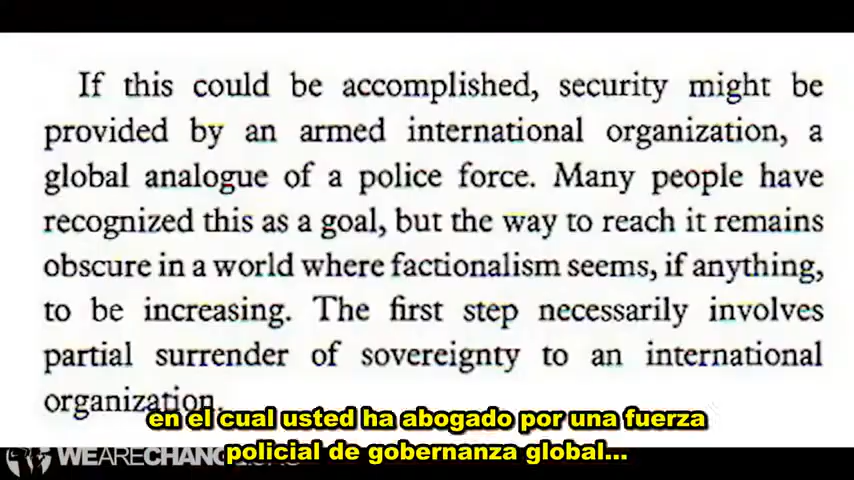 If this could be accomplished, security might be
provided by an armed international organization, a
global analogue of a police force. Many people have
recognized this as a goal, but the way to reach it remains
obscure in a world where factionalism seems, if anything,
to be increasing. The first step necessarily involves
partial surrender of sovereignty to an international
organization.
en el cual usted ha abogado por una fuerza
policial de gobernanza global...